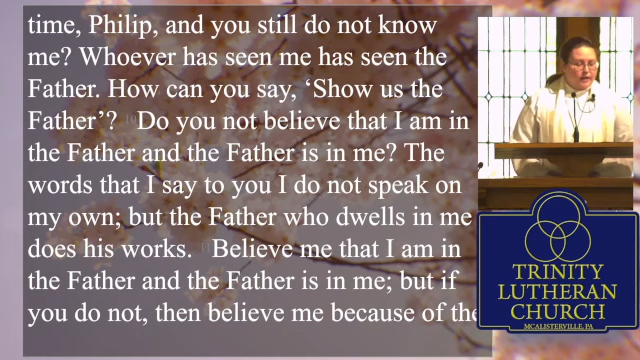 time, Philip, and you still do not know
me? Whoever has seen me has seen the
Father. How can you say, ‘Show us the
Father’? Do you not believe that I am in
the Father and the Father is in me? The
words that I say to you I do not speak on
my own; but the Father who dwells in me
does his works. Believe me that I am in
the Father and the Father is in me; but if
you do not, then believe me because of the
TRINITY
LUTHERAN
CHURCH
MCALISTERVILLE, PA